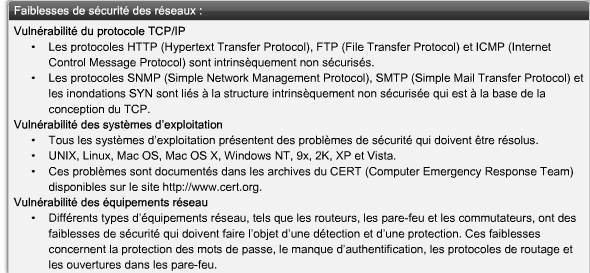 Faiblesses de sécurité des réseaux :
Vulnérabilité du protocole TCP/IP
• Les protocoles HTTP (Hypertext Transfer Protocol), FTP (File Transfer Protocol) et ICMP (Internet
Control Message Protocol) sont intrinsèquement non sécurisés.
• Les protocoles SNMP (Simple Network Management Protocol), SMTP (Simple Mail Transfer Protocol) et
les inondations SYN sont liés à la structure intrinsèquement non sécurisée qui est à la base de la
conception du TCP.
Vulnérabilité des systèmes d'exploitation
• Tous les systèmes d'exploitation présentent des problèmes de sécurité qui doivent être résolus.
• UNIX, Linux, Mac OS, Mac OS X, Windows NT, 9x, 2K, XP et Vista.
• Ces problèmes sont documentés dans les archives du CERT (Computer Emergency Response Team)
disponibles sur le site http://www.cert.org.
Vulnérabilité des équipements réseau
• Différents types d'équipements réseau, tels que les routeurs, les pare-feu et les commutateurs, ont des
faiblesses de sécurité qui doivent faire l'objet d'une détection et d'une protection. Ces faiblesses
concernent la protection des mots de passe, le manque d'authentification, les protocoles de routage et
les ouvertures dans les pare-feu.